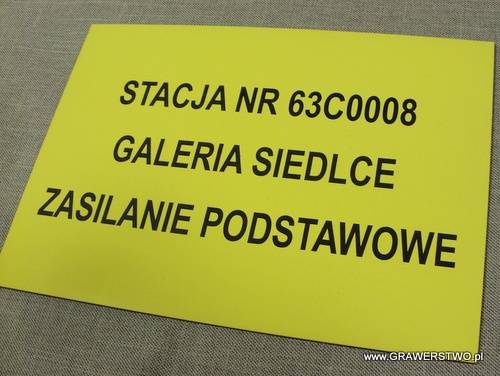 STACJA NR 63C0008
GALERIA SIEDLCE
ZASILANIE PODSTAWOWE
www.GRAWERSTWO.pl